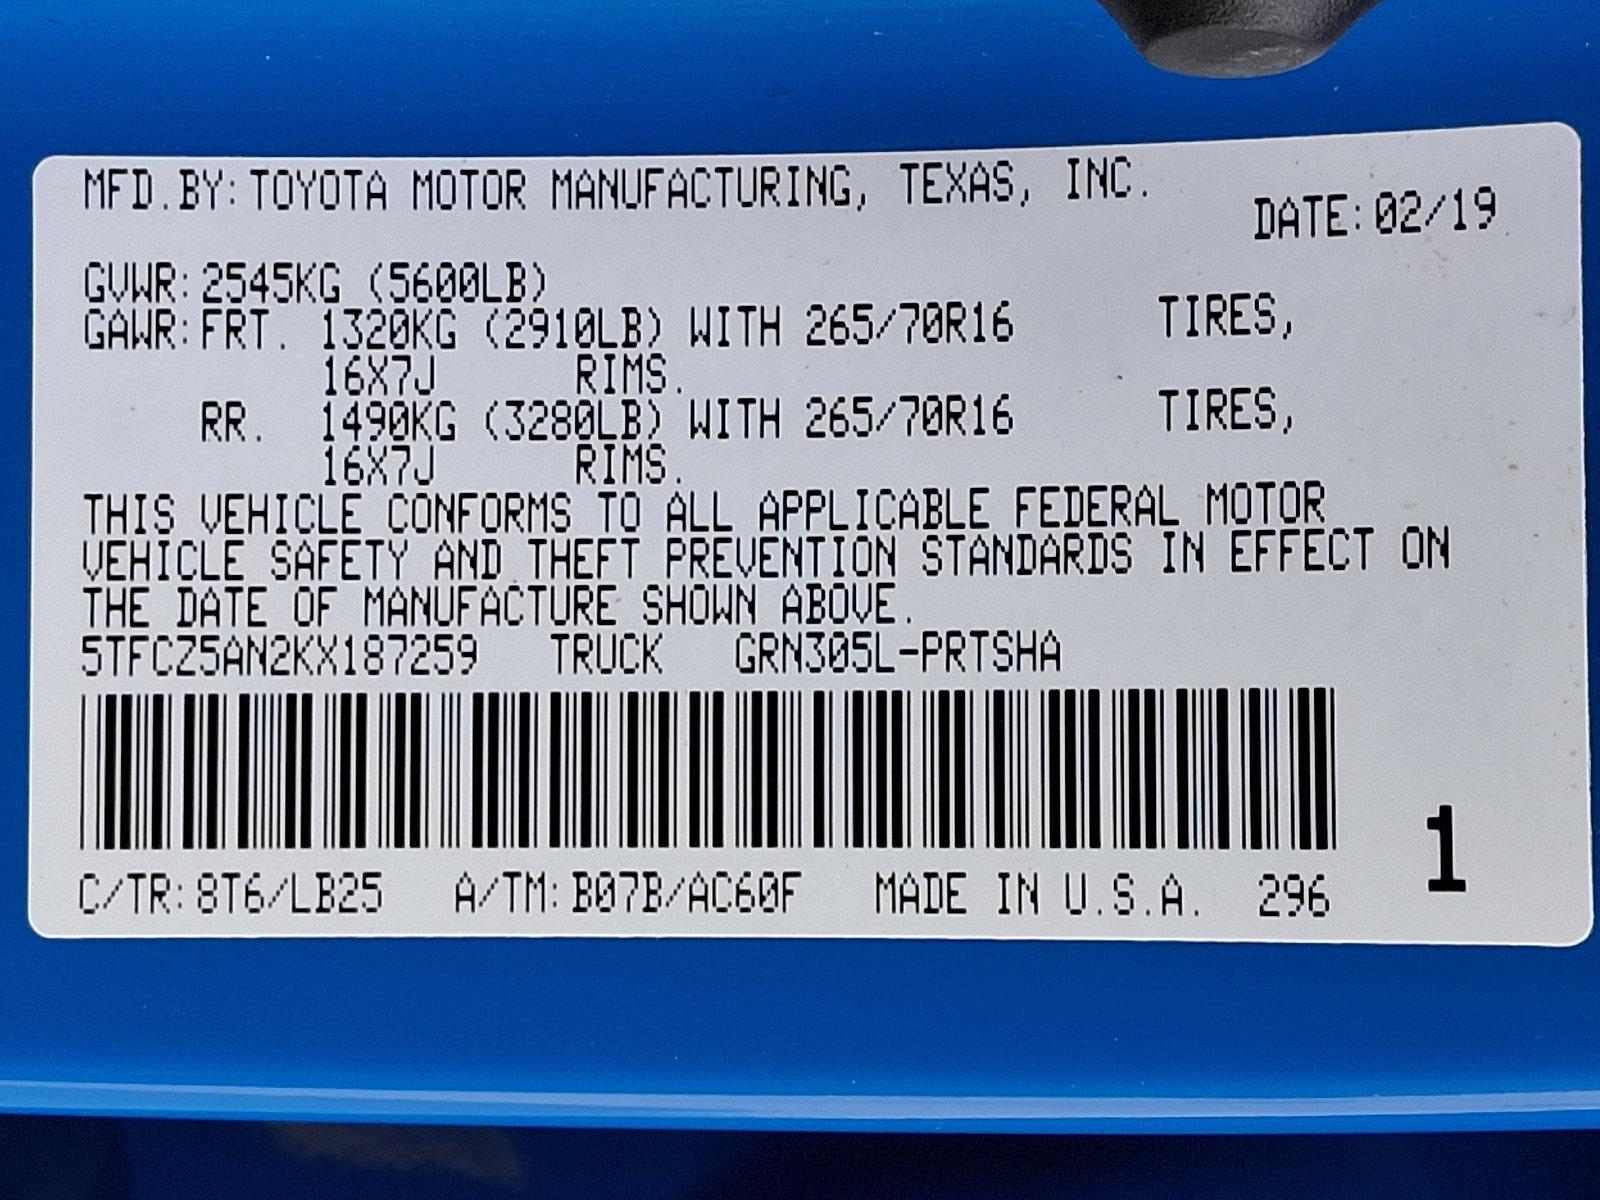 MFD.BY:TOYOTA MOTOR MANUFACTURING, TEXAS, INC.
DATE:02/19
GVWR:2545KG (5600LB)
GAWR:FRT. 1320KG (2910LB) WITH 265/70R16 TIRES,
16X7J RIMS.
RR. 1490KG (3280LB) WITH 265/70R16 TIRES,
16X7J RIMS.
THIS VEHICLE CONFORMS TO ALL APPLICABLE FEDERAL MOTOR
VEHICLE SAFETY AND THEFT PREVENTION STANDARDS IN EFFECT ON
THE DATE OF MANUFACTURE SHOWN ABOVE.
5TFCZ5AN2KX187259 TRUCK GRN305L-PRTSHA
C/TR:8T6/LB25 A/TM:B07B/AC60F MADE IN U.S.A. 296
1